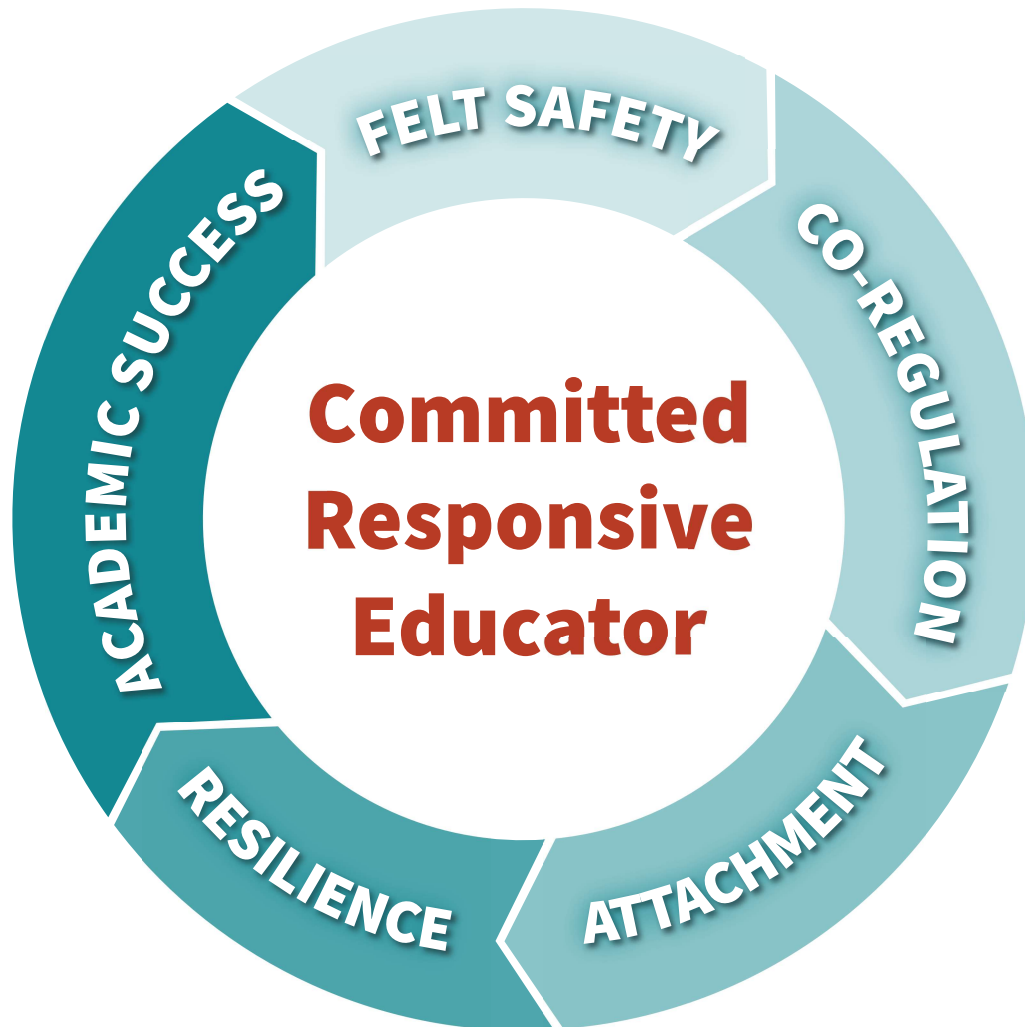 FELT SAFETY
CO-REGULATION
ATTACHMENT
RESILIENCE
ACADEMIC SUCCESS
Committed
Responsive
Educator